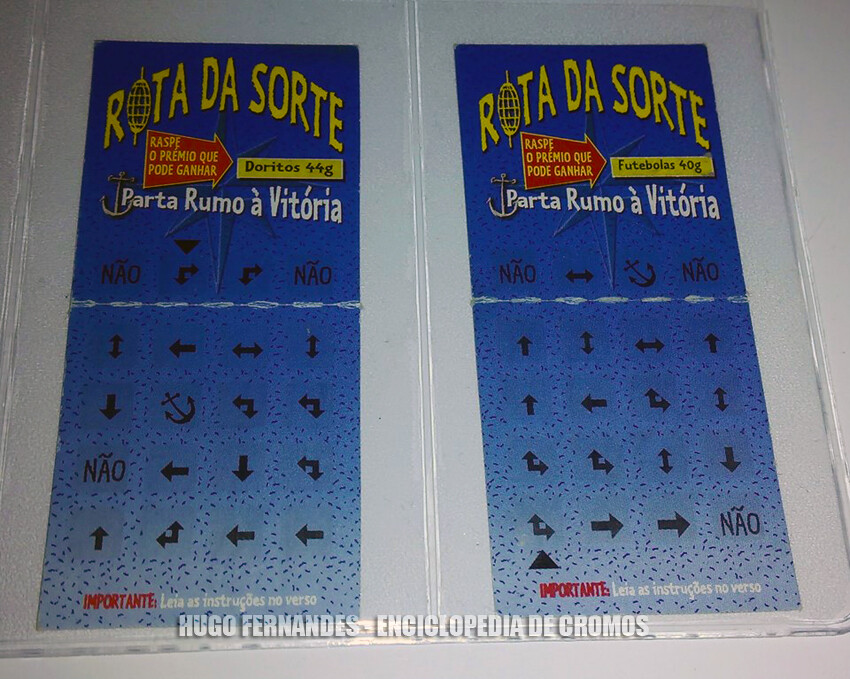 ROTA DA SORTE
RASPE
O PRÉMIO QUE
PODE GANHAR
Doritos 44g
Parta Rumo à Vitória
NÃO NÃO
NÃO
IMPORTANTE: Leia as instruções no verso
ROTA DA SORTE
RASPE
O PRÉMIO QUE
PODE GANHAR
Futebolas 40g
Parta Rumo à Vitória
NÃO NÃO
NÃO
IMPORTANTE: Leia as instruções no verso
HUGO FERNANDES - ENCICLOPEDIA DE CROMOS